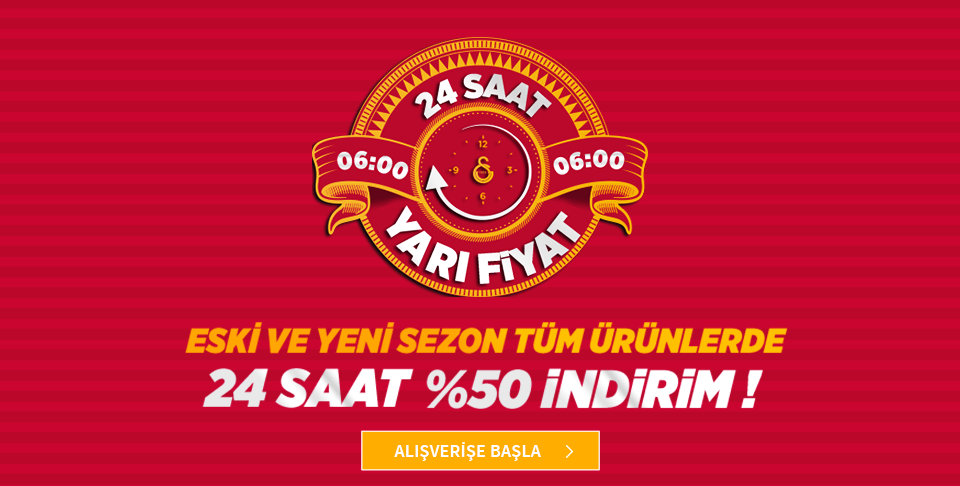 24 SAAT
06:00
06:00
12
9
3
6
YARI FİYAT
ESKİ VE YENİ SEZON TÜM ÜRÜNLERDE
24 SAAT %50 İNDİRİM !
ALIŞVERİŞE BAŞLA